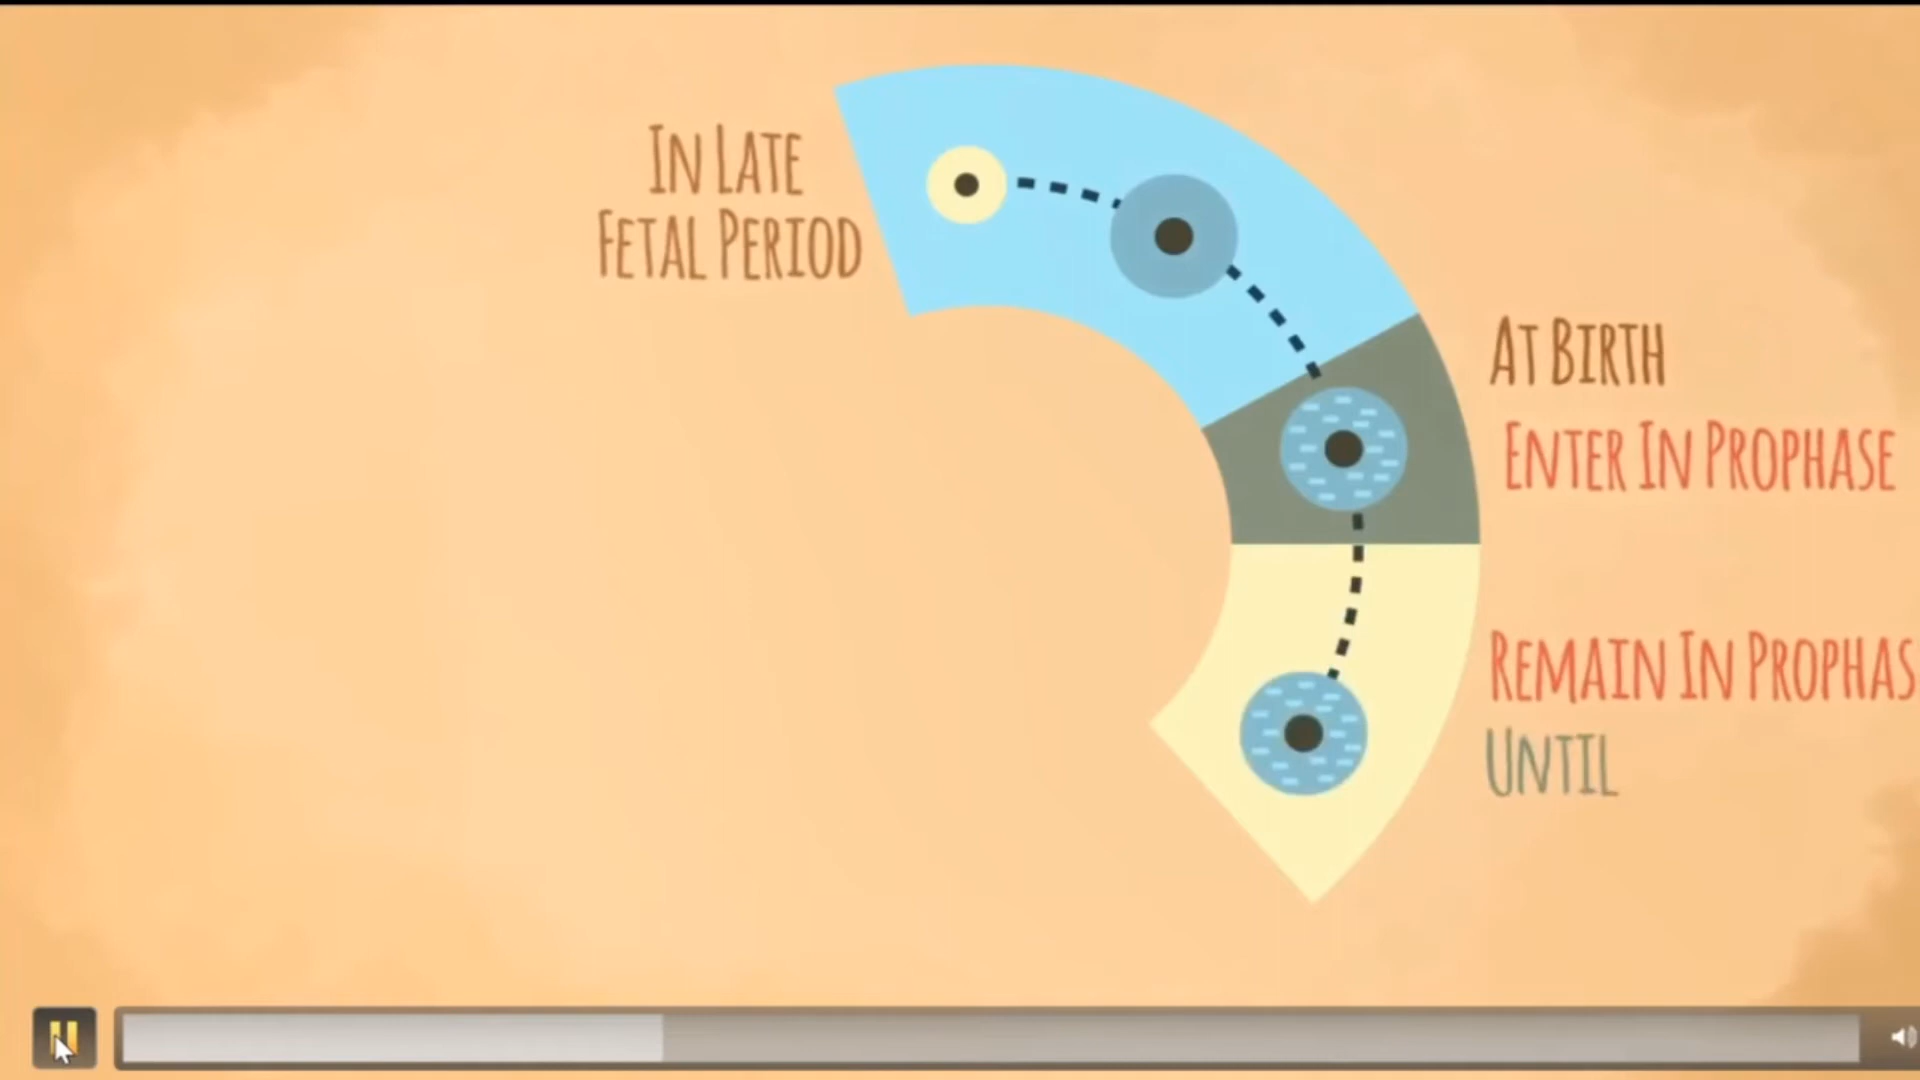 In Late
Fetal Period
At Birth
Enter In Prophase
Remain In Prophas
Until